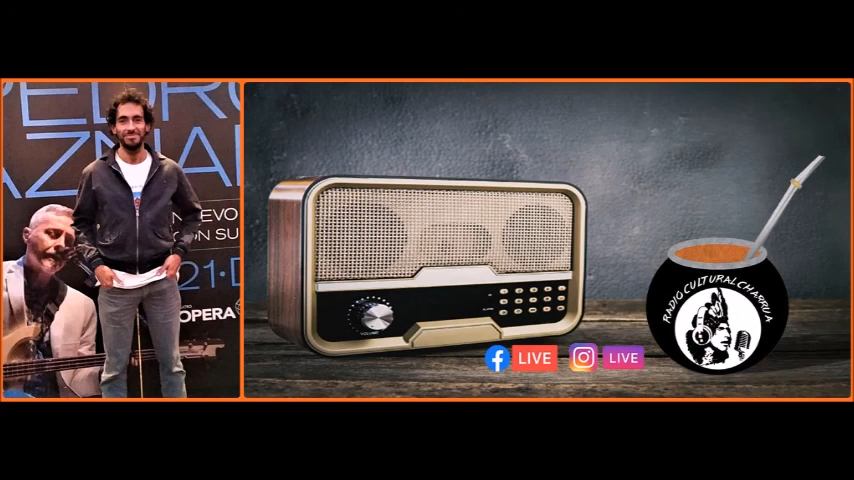 PEDRO
AZNAR
NUEVO
CON SU
21·D
OPERA
VOLUME
f LIVE
LIVE
RADIO CULTURAL CHARRUA